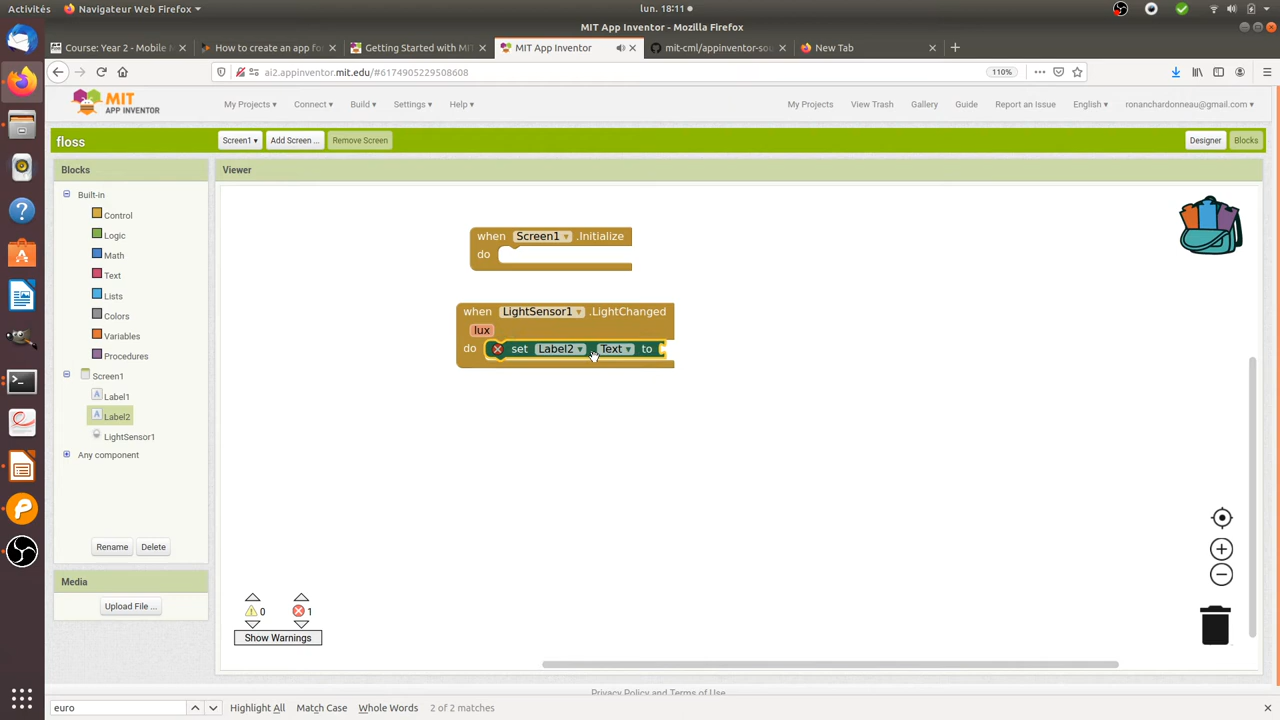 Activités
Navigateur Web Firefox
lun. 18:11
MIT App Inventor - Mozilla Firefox
Course: Year 2 - Mobile M
How to create an app fo
Getting Started with MIT
MIT App Inventor
mit-cml/appinventor-sou
New Tab
ai2.appinventor.mit.edu/#6174905229508608
110%
MIT
APP INVENTOR
My Projects
Connect
Build
Settings
Help
My Projects
View Trash
Gallery
Guide
Report an Issue
English
ronanchardonneau@gmail.com
floss
Screen1
Add Screen ...
Remove Screen
Designer
Blocks
Blocks
Viewer
Built-in
Control
Logic
Math
Text
Lists
Colors
Variables
Procedures
Screen1
Label1
Label2
LightSensor1
Any component
Rename
Delete
Media
Upload File ...
when Screen1 .Initialize
do
when LightSensor1 .LightChanged
lux
do set Label2 . Text to
0
1
Show Warnings
Privacy Policy and Terms of Use
euro
Highlight All
Match Case
Whole Words
2 of 2 matches